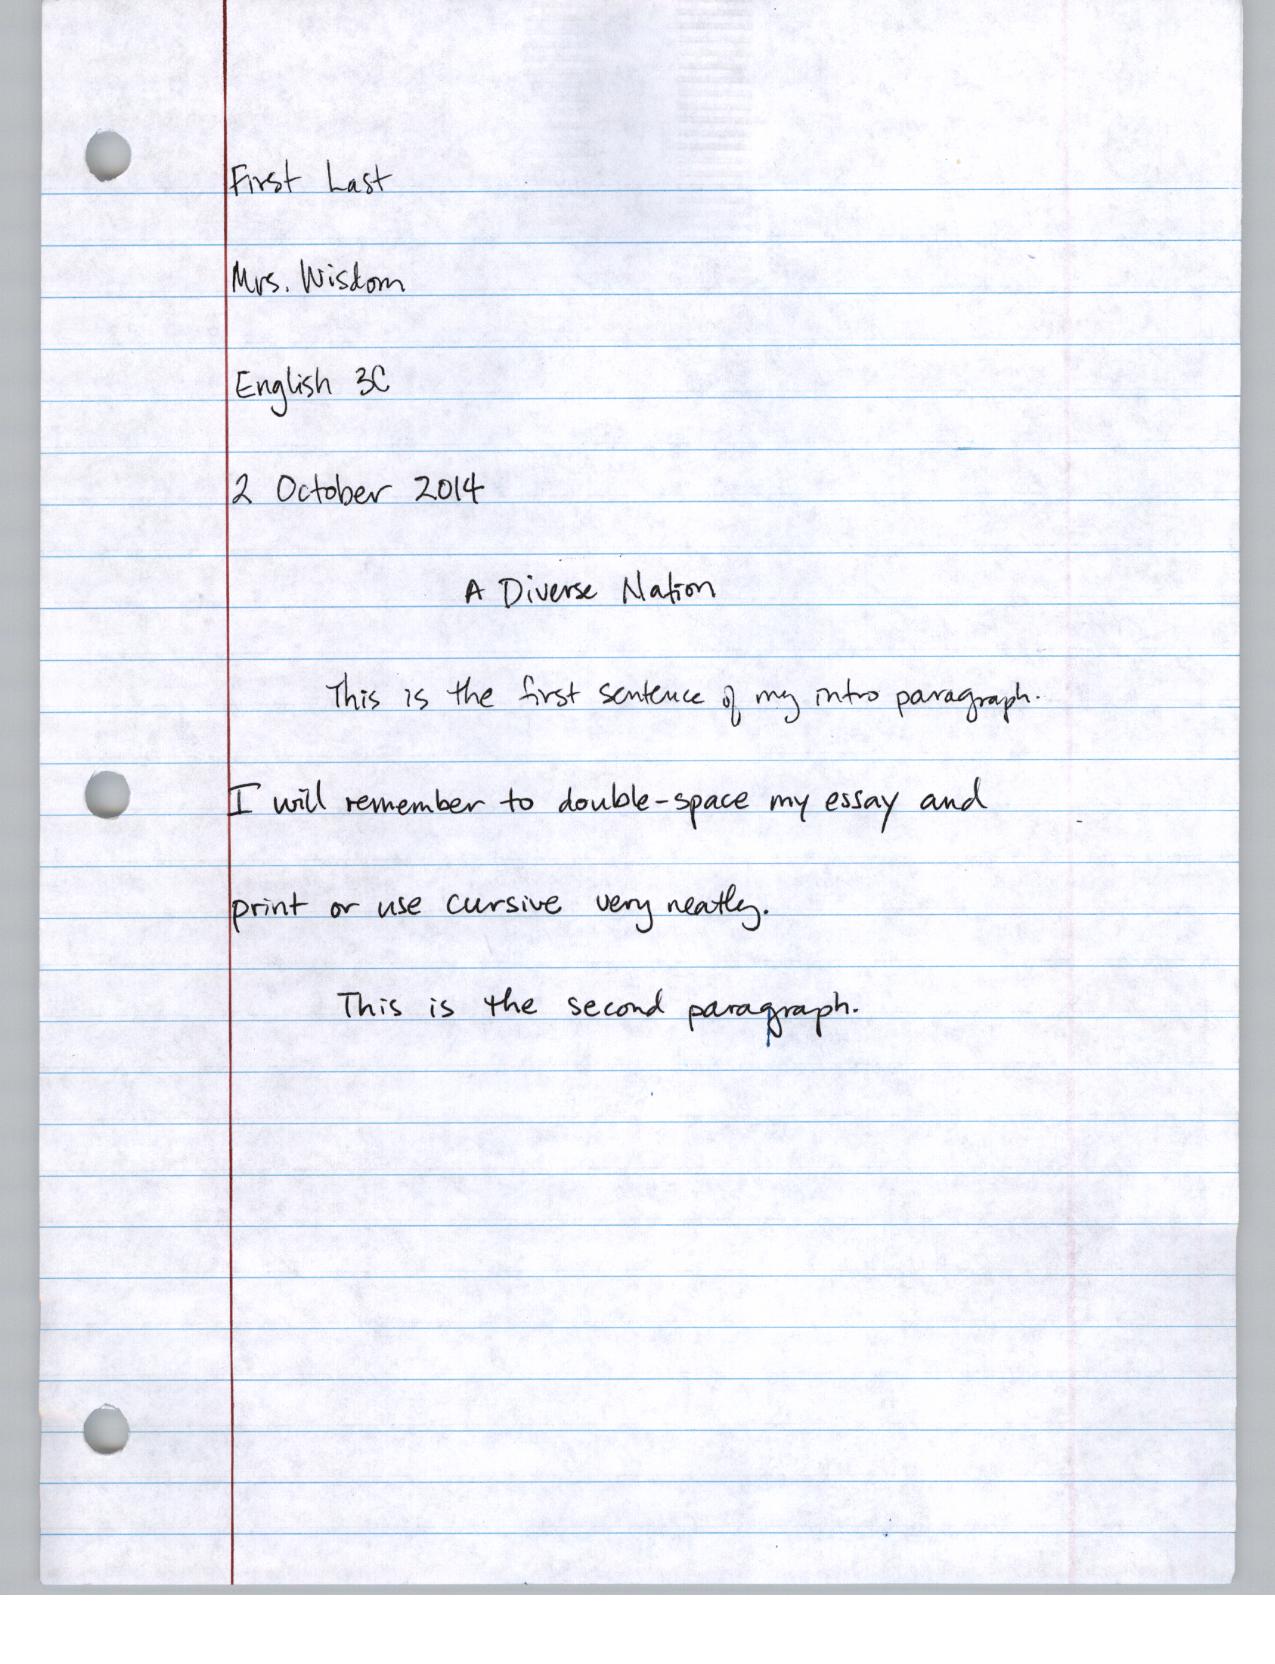 First Last
Mrs. Wisdom
English 3C
2 October 2014
A Diverse Nation
This is the first sentence of my intro paragraph.
I will remember to double-space my essay and
print or use cursive very neatly.
This is the second paragraph.